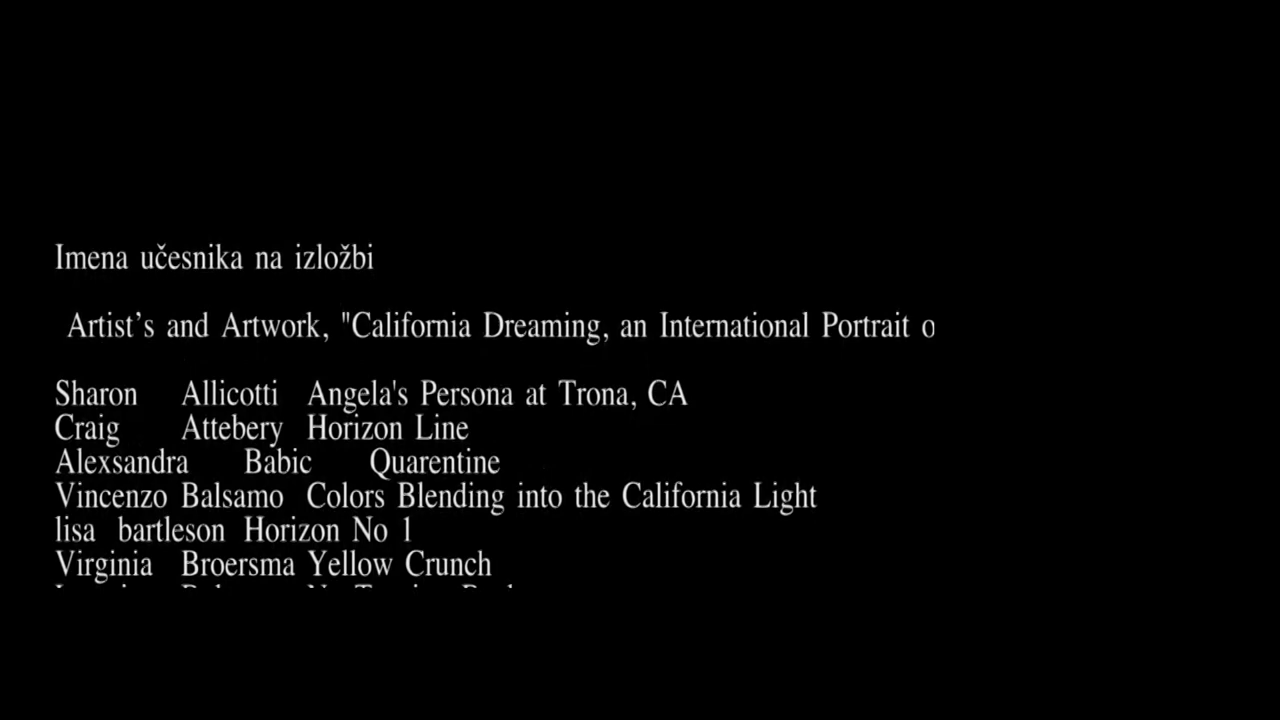 Imena učesnika na izložbi
Artist’s and Artwork, "California Dreaming, an International Portrait
Sharon Allicotti Angela's Persona at Trona, CA
Craig Attebery Horizon Line
Alexsandra Babic Quarentine
Vincenzo Balsamo Colors Blending into the California Light
lisa bartleson Horizon No 1
Virginia Broersma Yellow Crunch